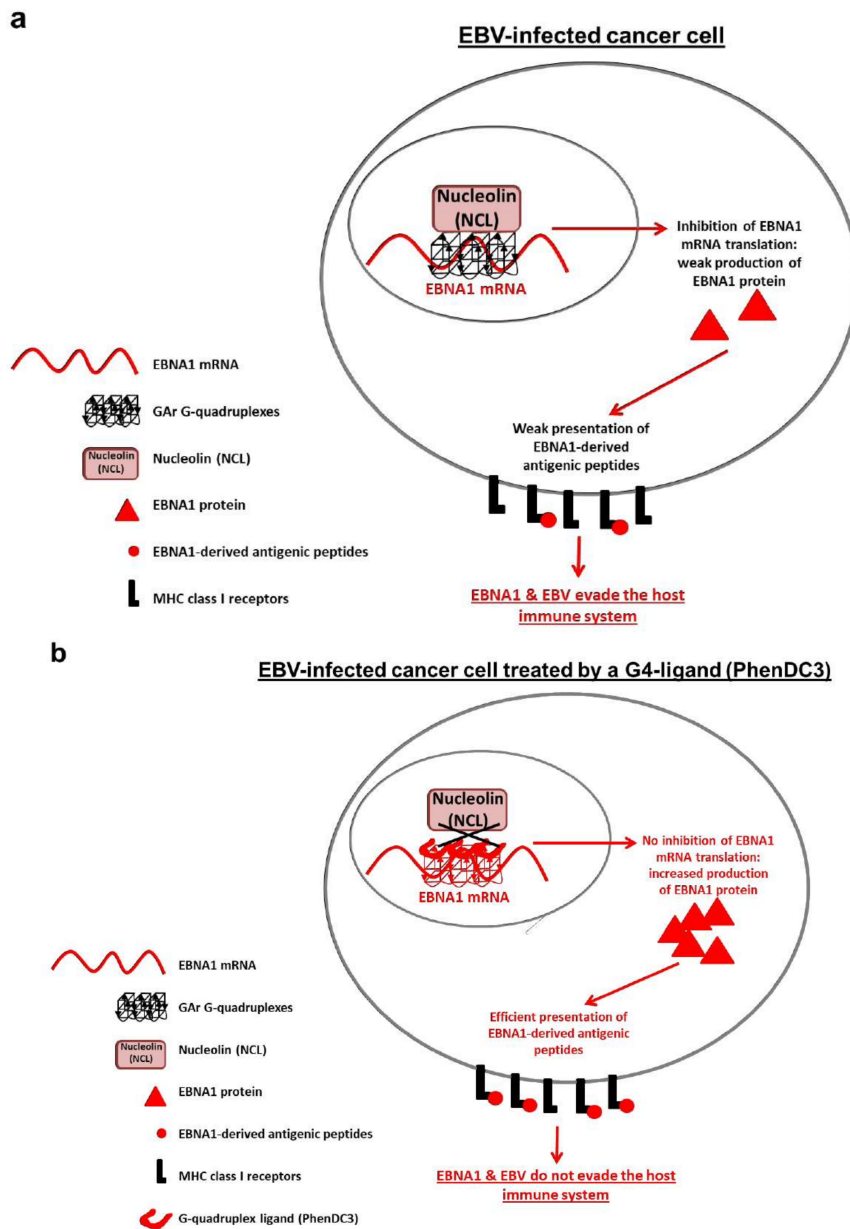 a
EBV-infected cancer cell
Nucleolin
(NCL)
EBNA1 mRNA
Inhibition of EBNA1
mRNA translation:
weak production of
EBNA1 protein
EBNA1 mRNA
GAr G-quadruplexes
Nucleolin
(NCL)
Nucleolin (NCL)
EBNA1 protein
EBNA1-derived antigenic peptides
MHC class I receptors
Weak presentation of
EBNA1-derived
antigenic peptides
EBNA1 & EBV evade the host
immune system
b
EBV-infected cancer cell treated by a G4-ligand (PhenDC3)
Nucleolin
(NCL)
EBNA1 mRNA
No inhibition of EBNA1
mRNA translation:
increased production
of EBNA1 protein
EBNA1 mRNA
GAr G-quadruplexes
Nucleolin
(NCL)
Nucleolin (NCL)
EBNA1 protein
EBNA1-derived antigenic peptides
MHC class I receptors
G-quadruplex ligand (PhenDC3)
Efficient presentation of
EBNA1-derived antigenic
peptides
EBNA1 & EBV do not evade the host
immune system